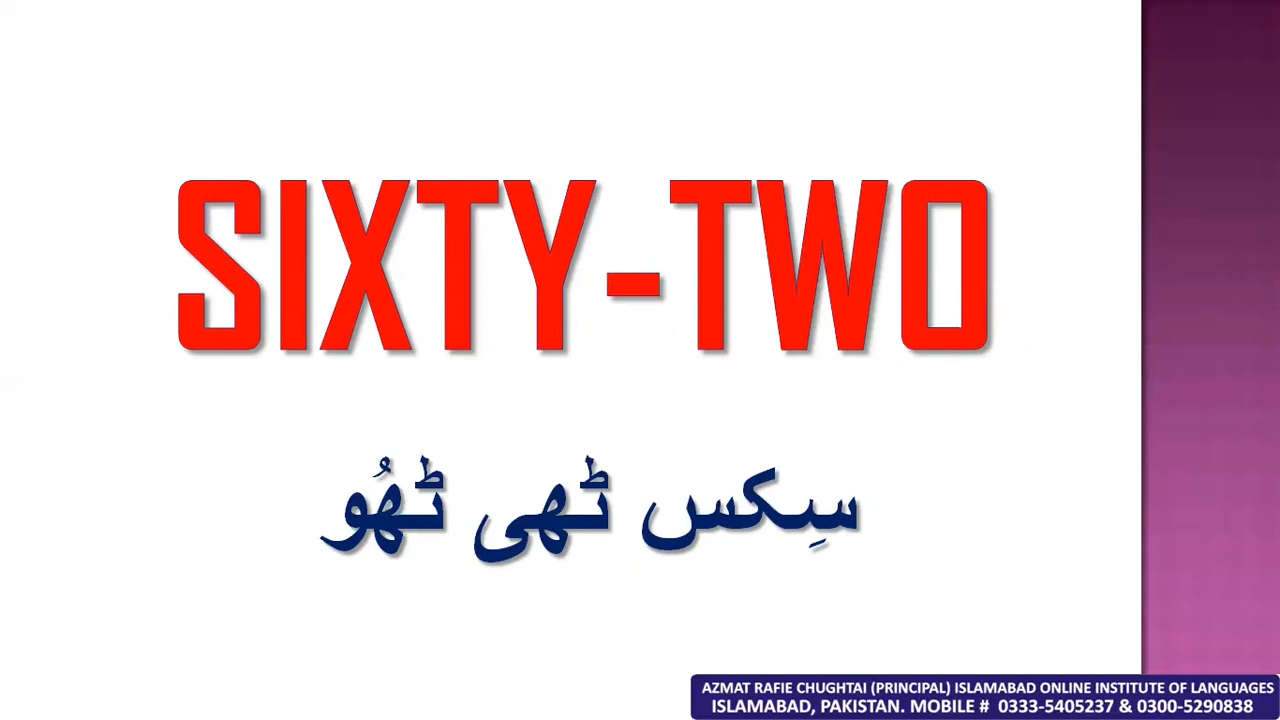 SIXTY-TWO
سِکس ٹھی ٹھُو
AZMAT RAFIE CHUGHTAI (PRINCIPAL) ISLAMABAD ONLINE INSTITUTE OF LANGUAGES
ISLAMABAD, PAKISTAN. MOBILE # 0333-5405237 & 0300-5290838